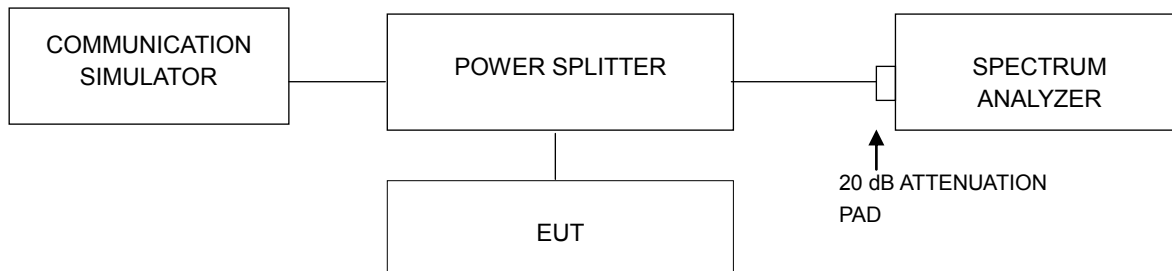 COMMUNICATION
SIMULATOR
POWER SPLITTER
SPECTRUM
ANALYZER
20 dB ATTENUATION
PAD
EUT